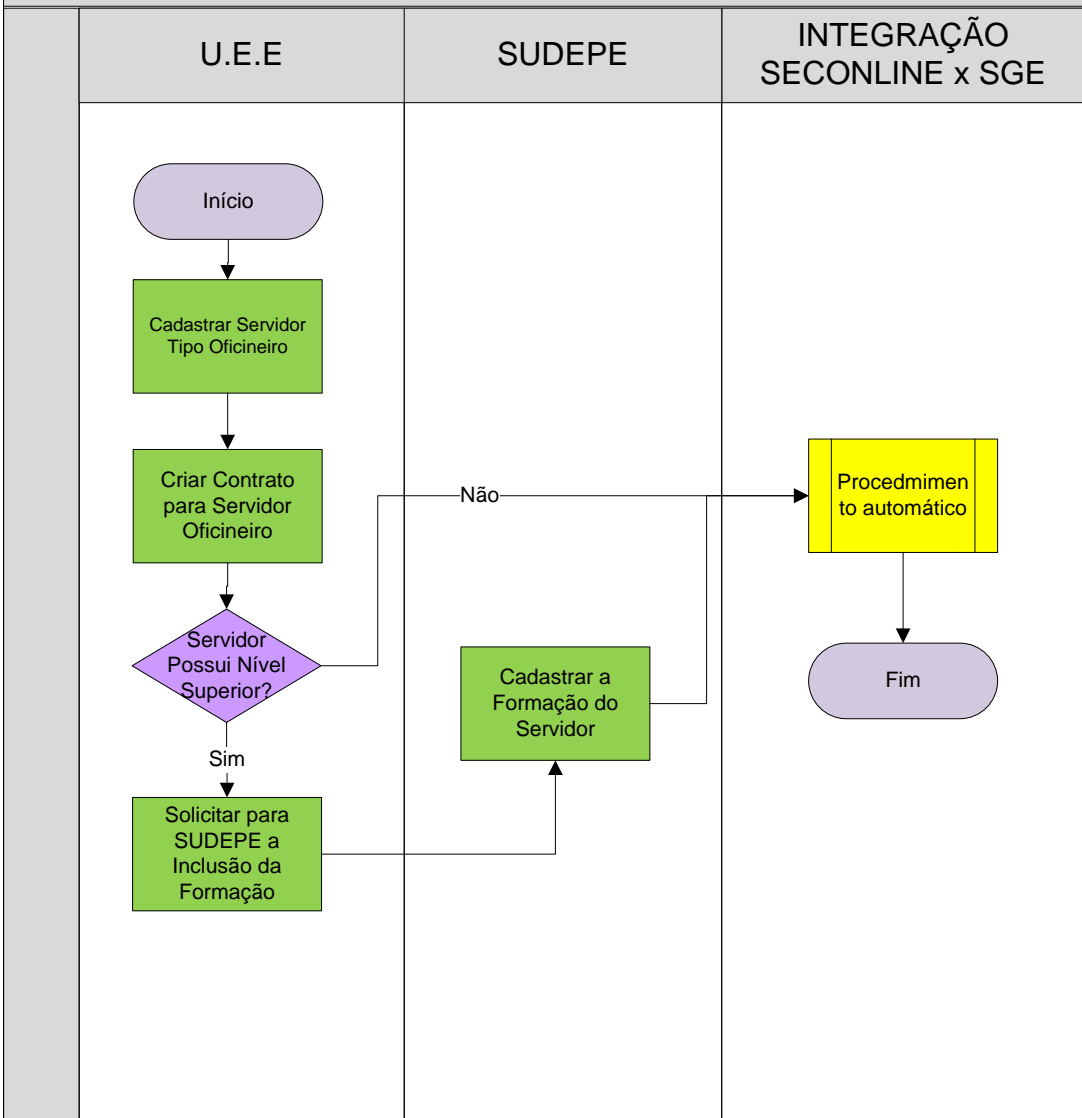 U.E.E
SUDEPE
INTEGRAÇÃO
SECONLINE x SGE
Início
Cadastrar Servidor
Tipo Oficineiro
Criar Contrato
para Servidor
Oficineiro
Não
Procedmimen
to automático
Servidor
Possui Nível
Superior?
Cadastrar a
Formação do
Servidor
Fim
Sim
Solicitar para
SUDEPE a
Inclusão da
Formação